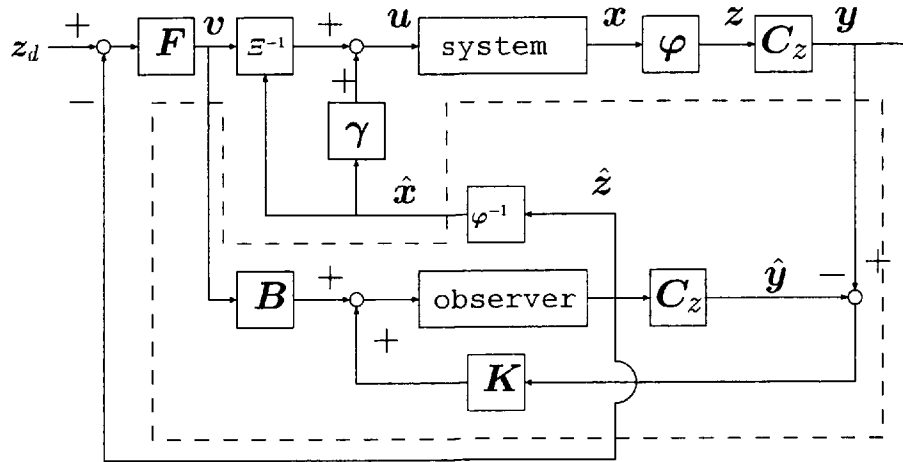 z_d + − F v Ξ⁻¹ + + u system x φ z C_z y
γ
x̂ φ⁻¹ ẑ
B + + observer C_z ŷ − +
K